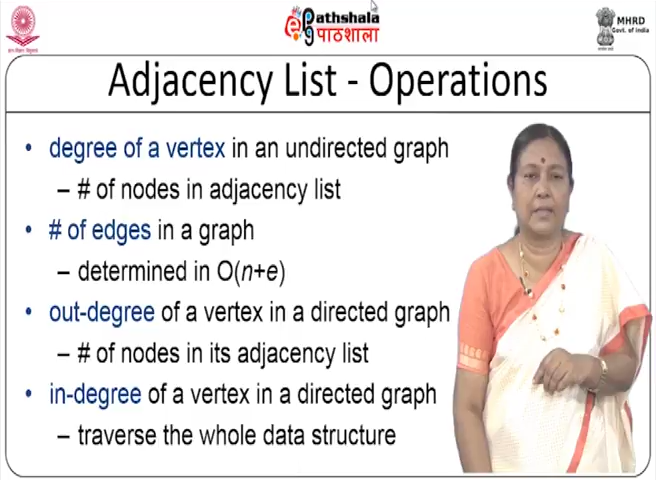 ePathshala
पाठशाला
MHRD
Govt. of India
Adjacency List - Operations
• degree of a vertex in an undirected graph
– # of nodes in adjacency list
• # of edges in a graph
– determined in O(n+e)
• out-degree of a vertex in a directed graph
– # of nodes in its adjacency list
• in-degree of a vertex in a directed graph
– traverse the whole data structure